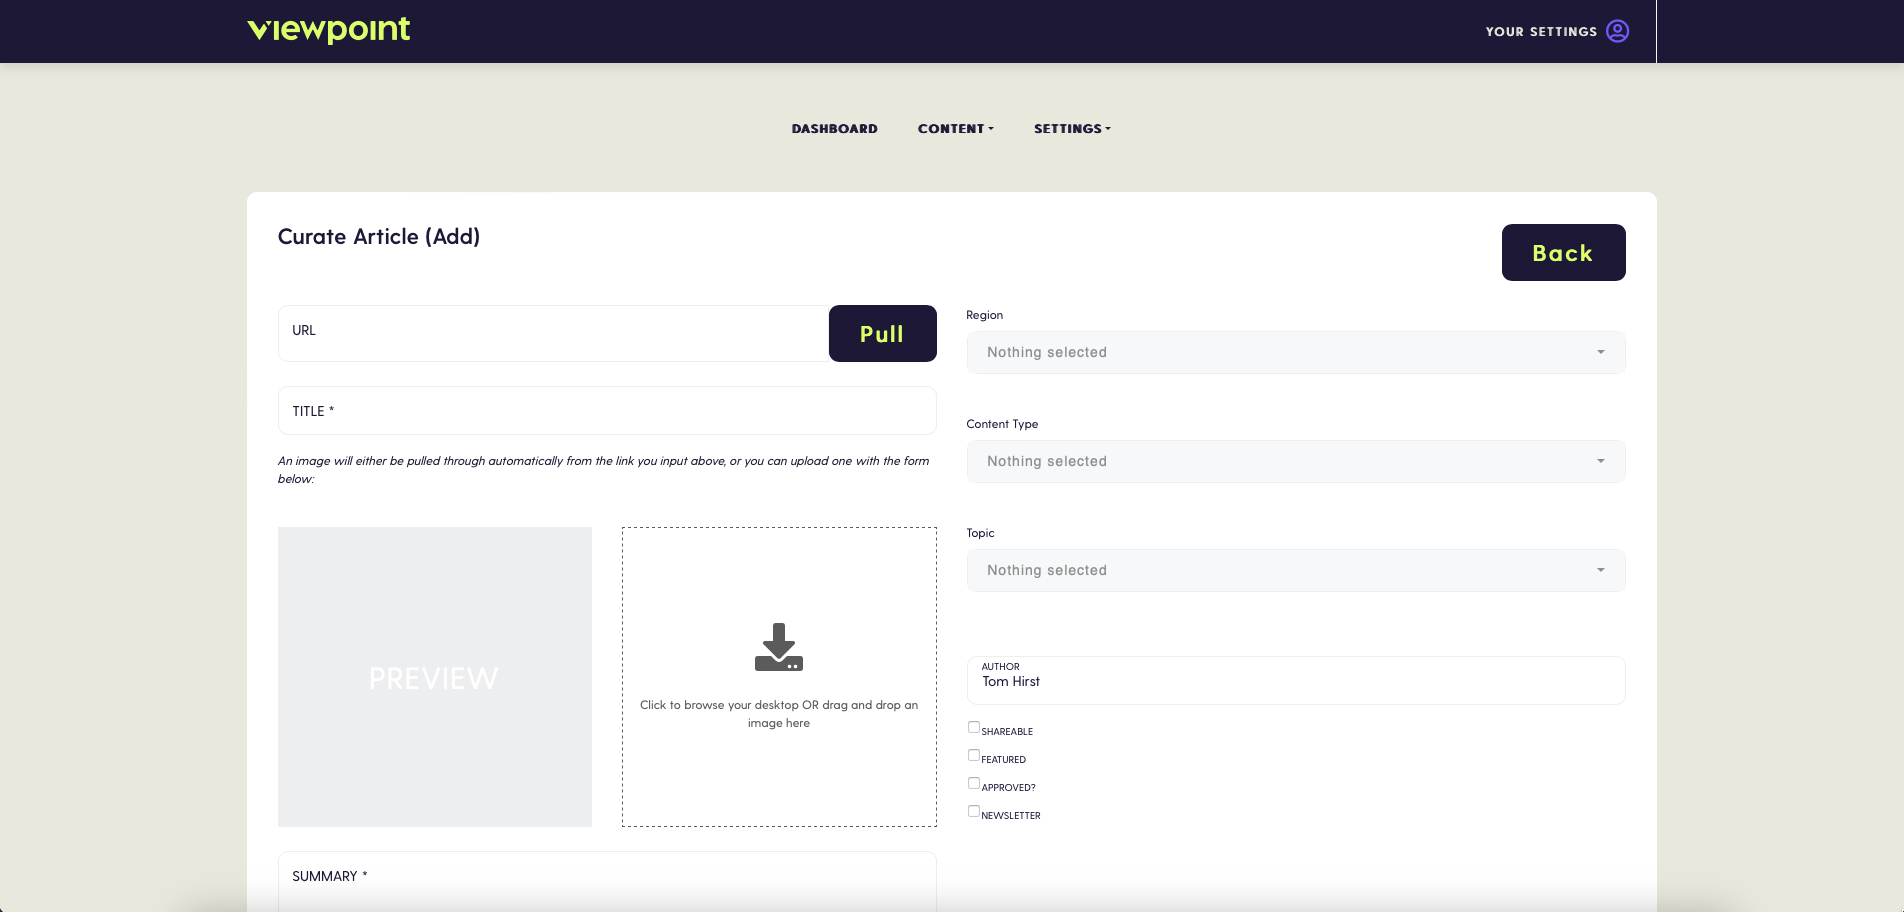 viewpoint
YOUR SETTINGS
DASHBOARD CONTENT SETTINGS
Curate Article (Add)
Back
URL
Pull
TITLE *
An image will either be pulled through automatically from the link you input above, or you can upload one with the form
below:
PREVIEW
Click to browse your desktop OR drag and drop an
image here
SUMMARY *
Region
Nothing selected
Content Type
Nothing selected
Topic
Nothing selected
AUTHOR
Tom Hirst
SHAREABLE
FEATURED
APPROVED?
NEWSLETTER